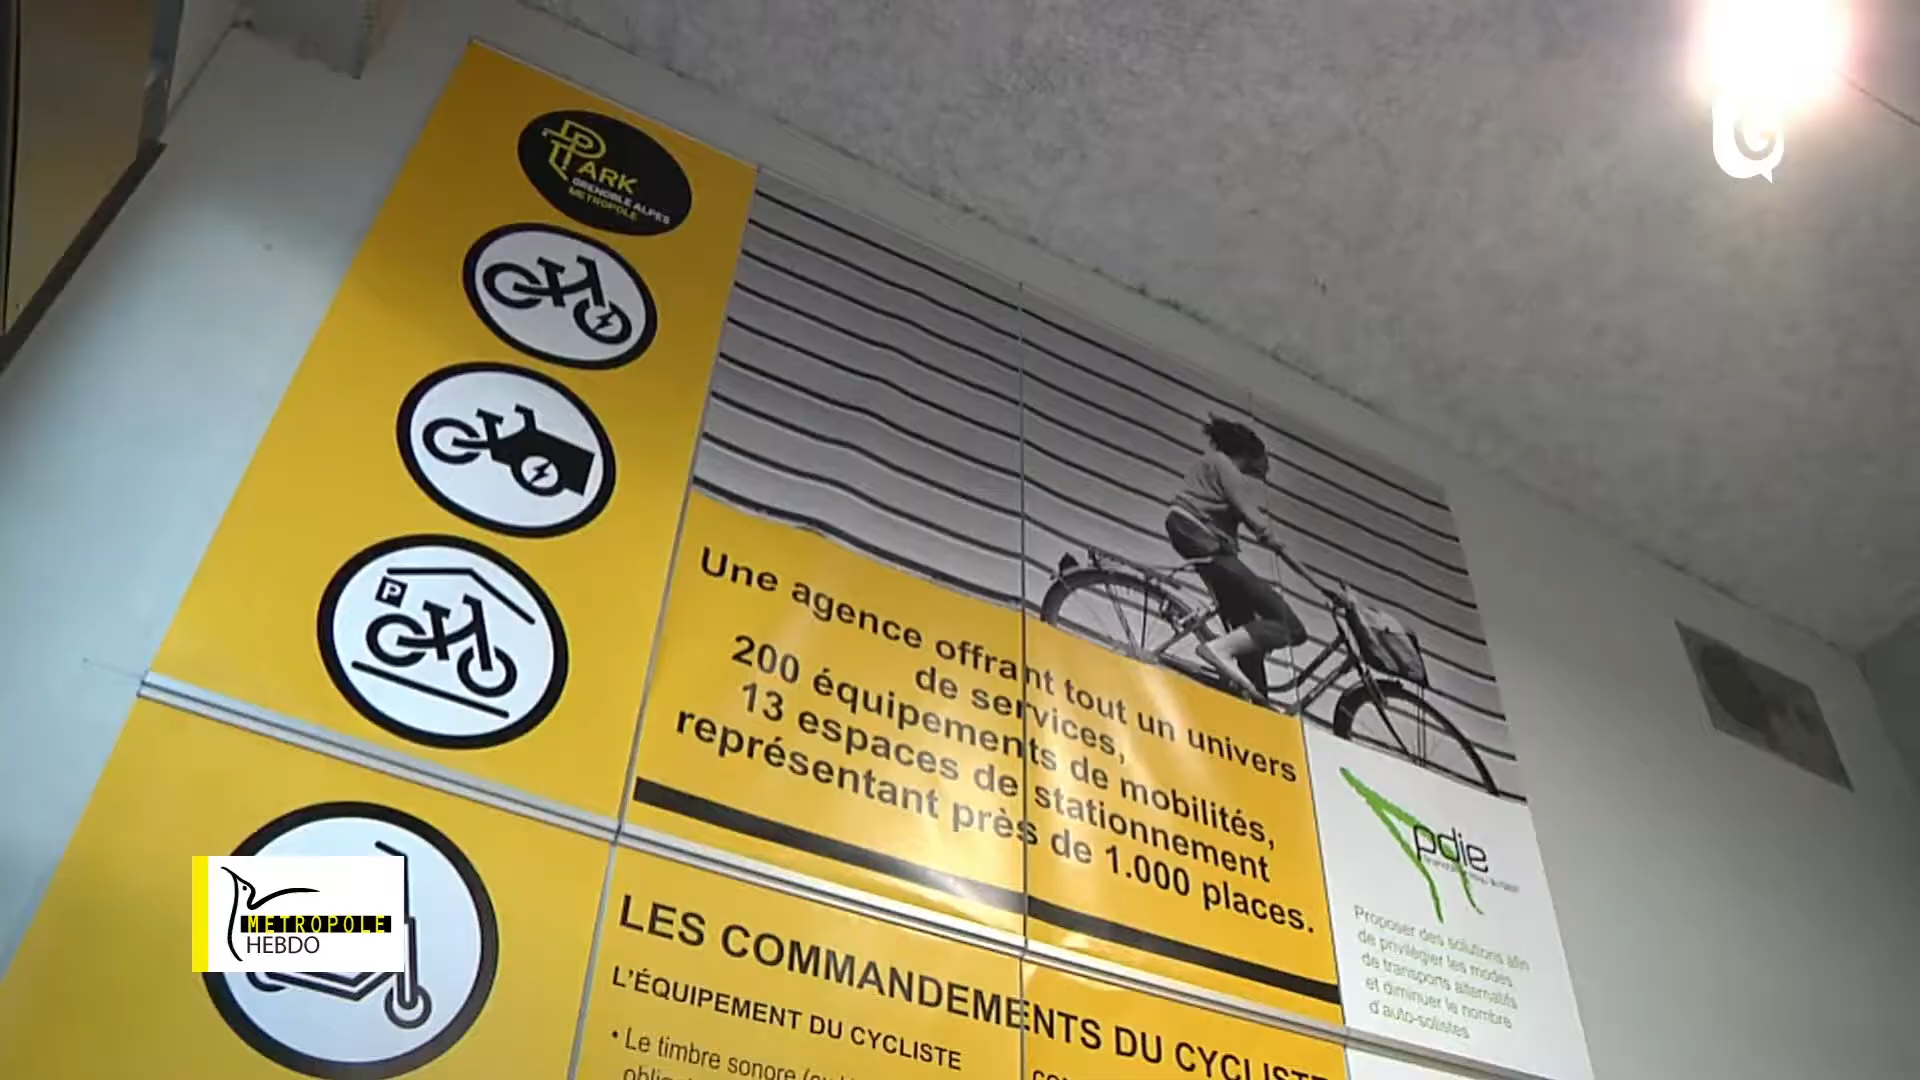 PARK
GRENOBLE ALPES
METROPOLE
P
Une agence offrant tout un univers
de services,
200 équipements de mobilités,
13 espaces de stationnement
représentant près de 1.000 places.
pdie
Proposer des solutions afin
de privilégier les modes
de transports alternatifs
et diminuer le nombre
d'auto-solistes
LES COMMANDEMENTS DU CYCLISTE
L'ÉQUIPEMENT DU CYCLISTE
• Le timbre sonore
METROPOLE
HEBDO